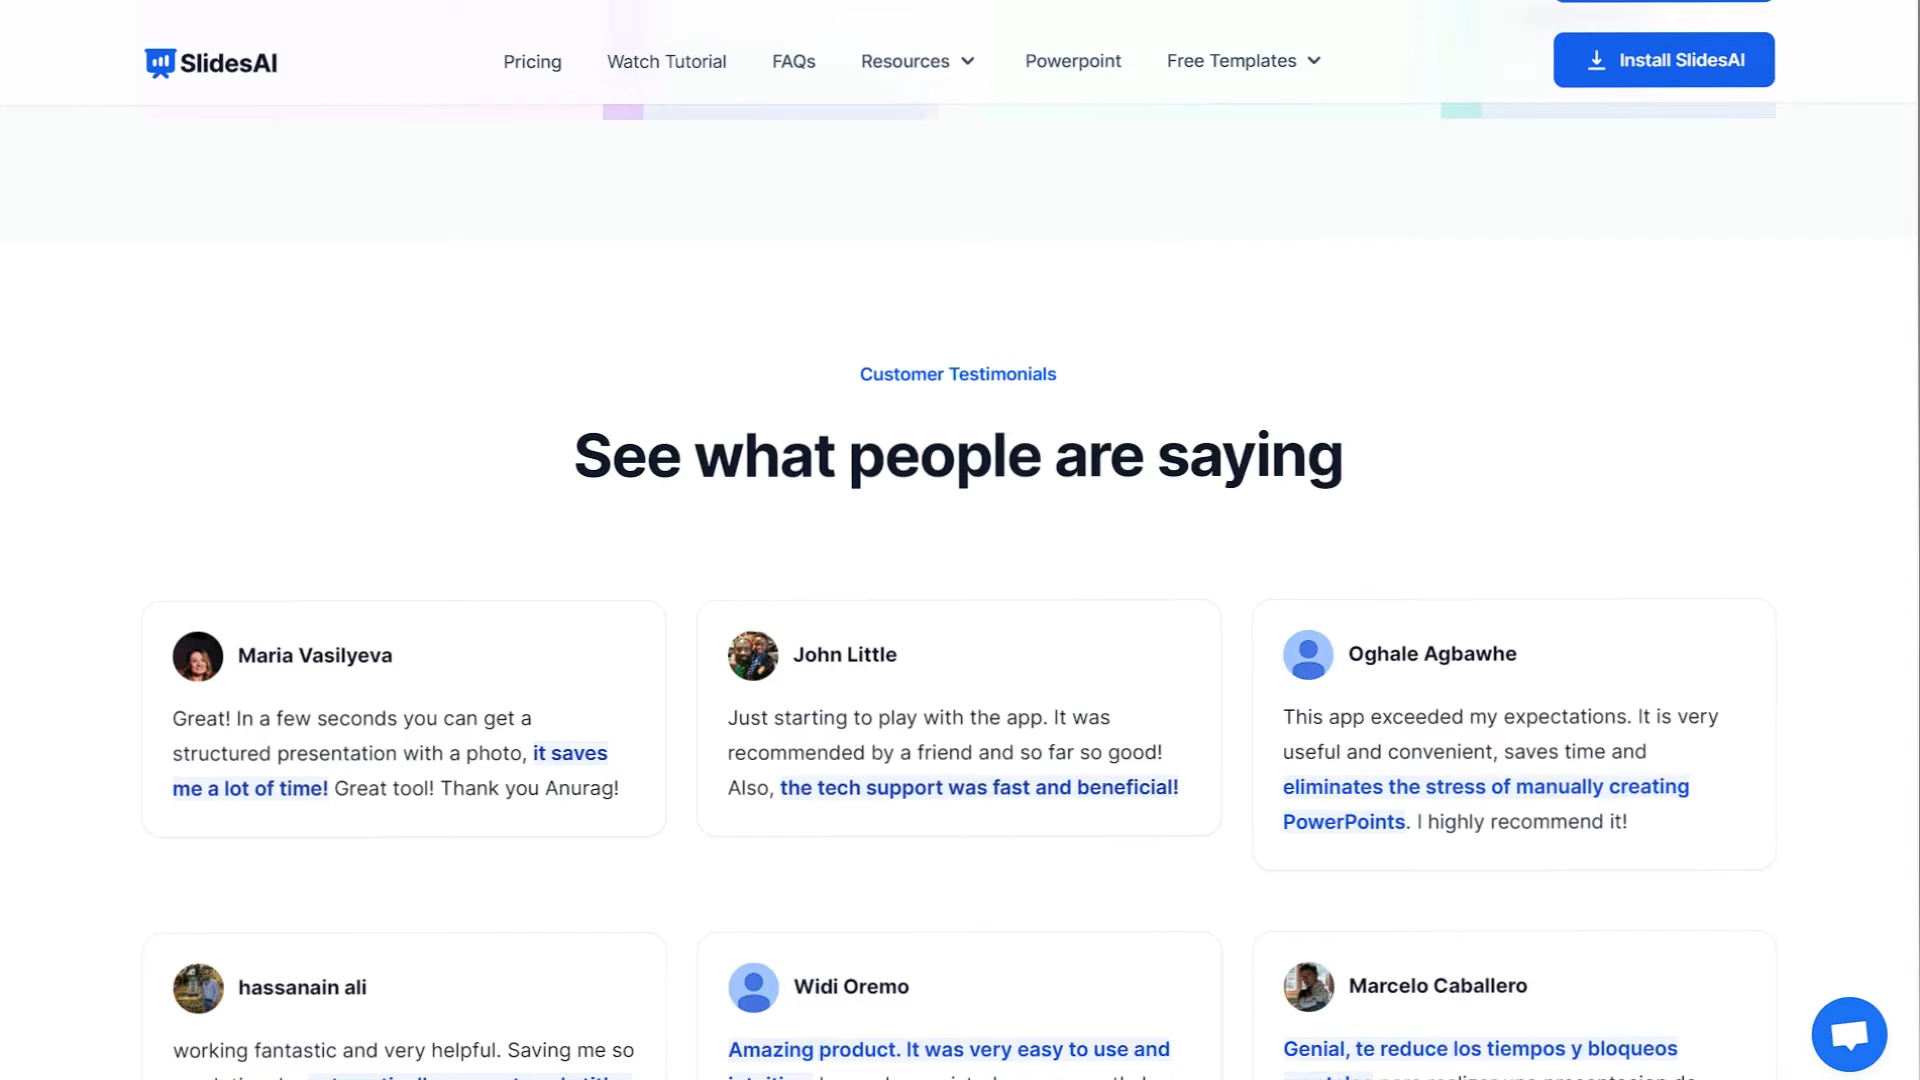 SlidesAI
Pricing
Watch Tutorial
FAQs
Resources
Powerpoint
Free Templates
Install SlidesAI
Customer Testimonials
See what people are saying
Maria Vasilyeva
Great! In a few seconds you can get a
structured presentation with a photo, it saves
me a lot of time! Great tool! Thank you Anurag!
John Little
Just starting to play with the app. It was
recommended by a friend and so far so good!
Also, the tech support was fast and beneficial!
Oghale Agbawhe
This app exceeded my expectations. It is very
useful and convenient, saves time and
eliminates the stress of manually creating
PowerPoints. I highly recommend it!
hassanain ali
working fantastic and very helpful. Saving me so
Widi Oremo
Amazing product. It was very easy to use and
Marcelo Caballero
Genial, te reduce los tiempos y bloqueos